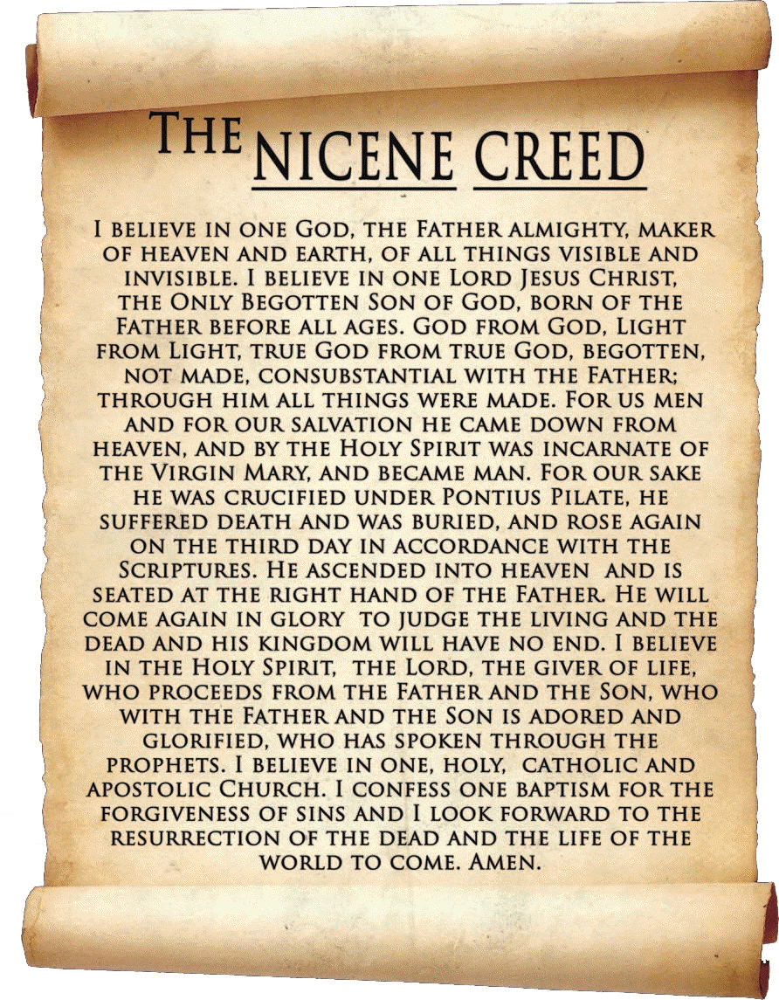 The NICENE CREED
I believe in one God, the Father almighty, maker
of heaven and earth, of all things visible and
invisible. I believe in one Lord Jesus Christ,
the Only Begotten Son of God, born of the
Father before all ages. God from God, Light
from Light, true God from true God, begotten,
not made, consubstantial with the Father;
through him all things were made. For us men
and for our salvation he came down from
heaven, and by the Holy Spirit was incarnate of
the Virgin Mary, and became man. For our sake
he was crucified under Pontius Pilate, he
suffered death and was buried, and rose again
on the third day in accordance with the
Scriptures. He ascended into heaven and is
seated at the right hand of the Father. He will
come again in glory to judge the living and the
dead and his kingdom will have no end. I believe
in the Holy Spirit, the Lord, the giver of life,
who proceeds from the Father and the Son, who
with the Father and the Son is adored and
glorified, who has spoken through the
prophets. I believe in one, holy, catholic and
apostolic Church. I confess one baptism for the
forgiveness of sins and I look forward to the
resurrection of the dead and the life of the
world to come. Amen.